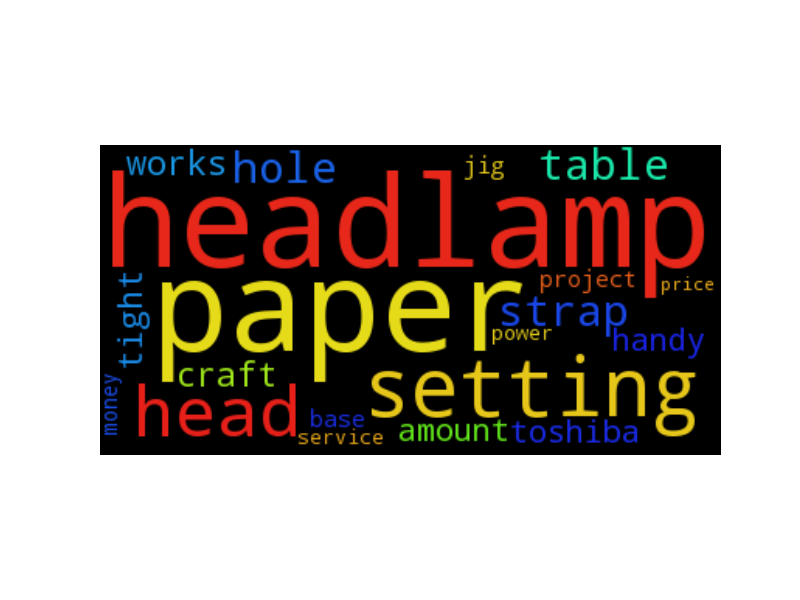 works hole jig table
headlamp
tight paper project price
strap
power handy
craft setting
money head base
service amount toshiba